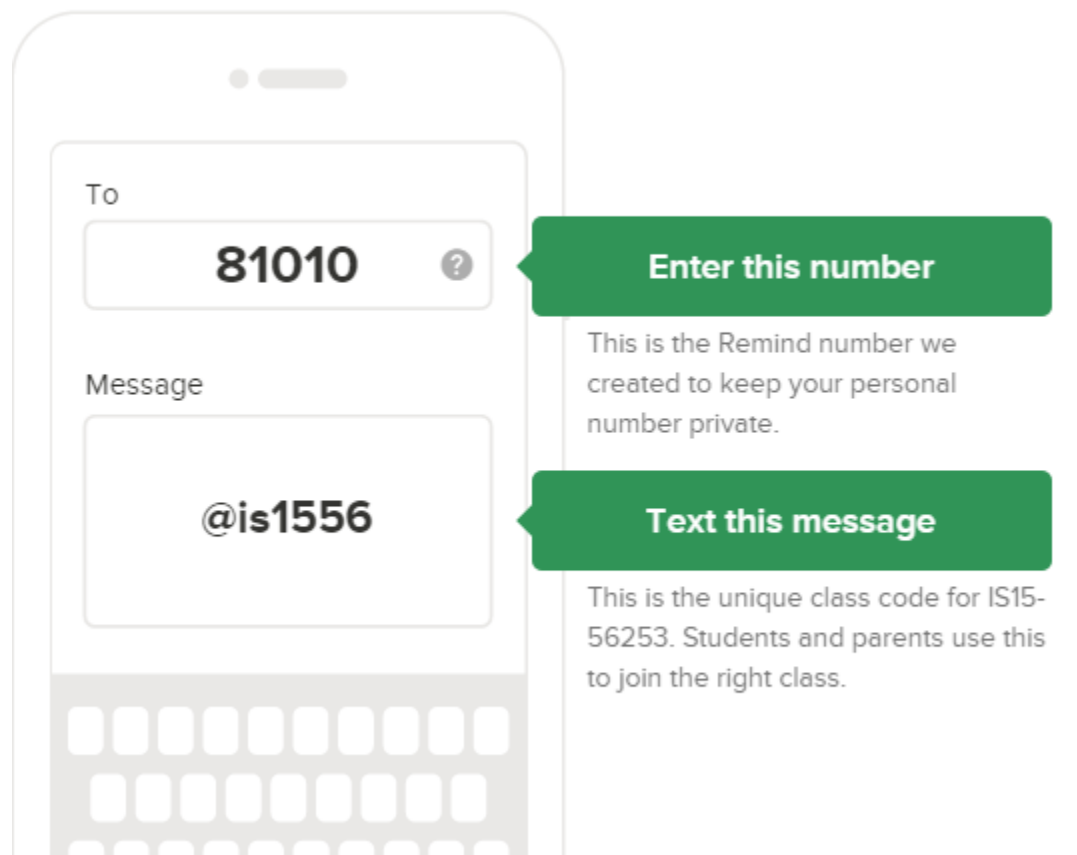 To
81010
?
Enter this number
This is the Remind number we
created to keep your personal
number private.
Message
@is1556
Text this message
This is the unique class code for IS15-
56253. Students and parents use this
to join the right class.